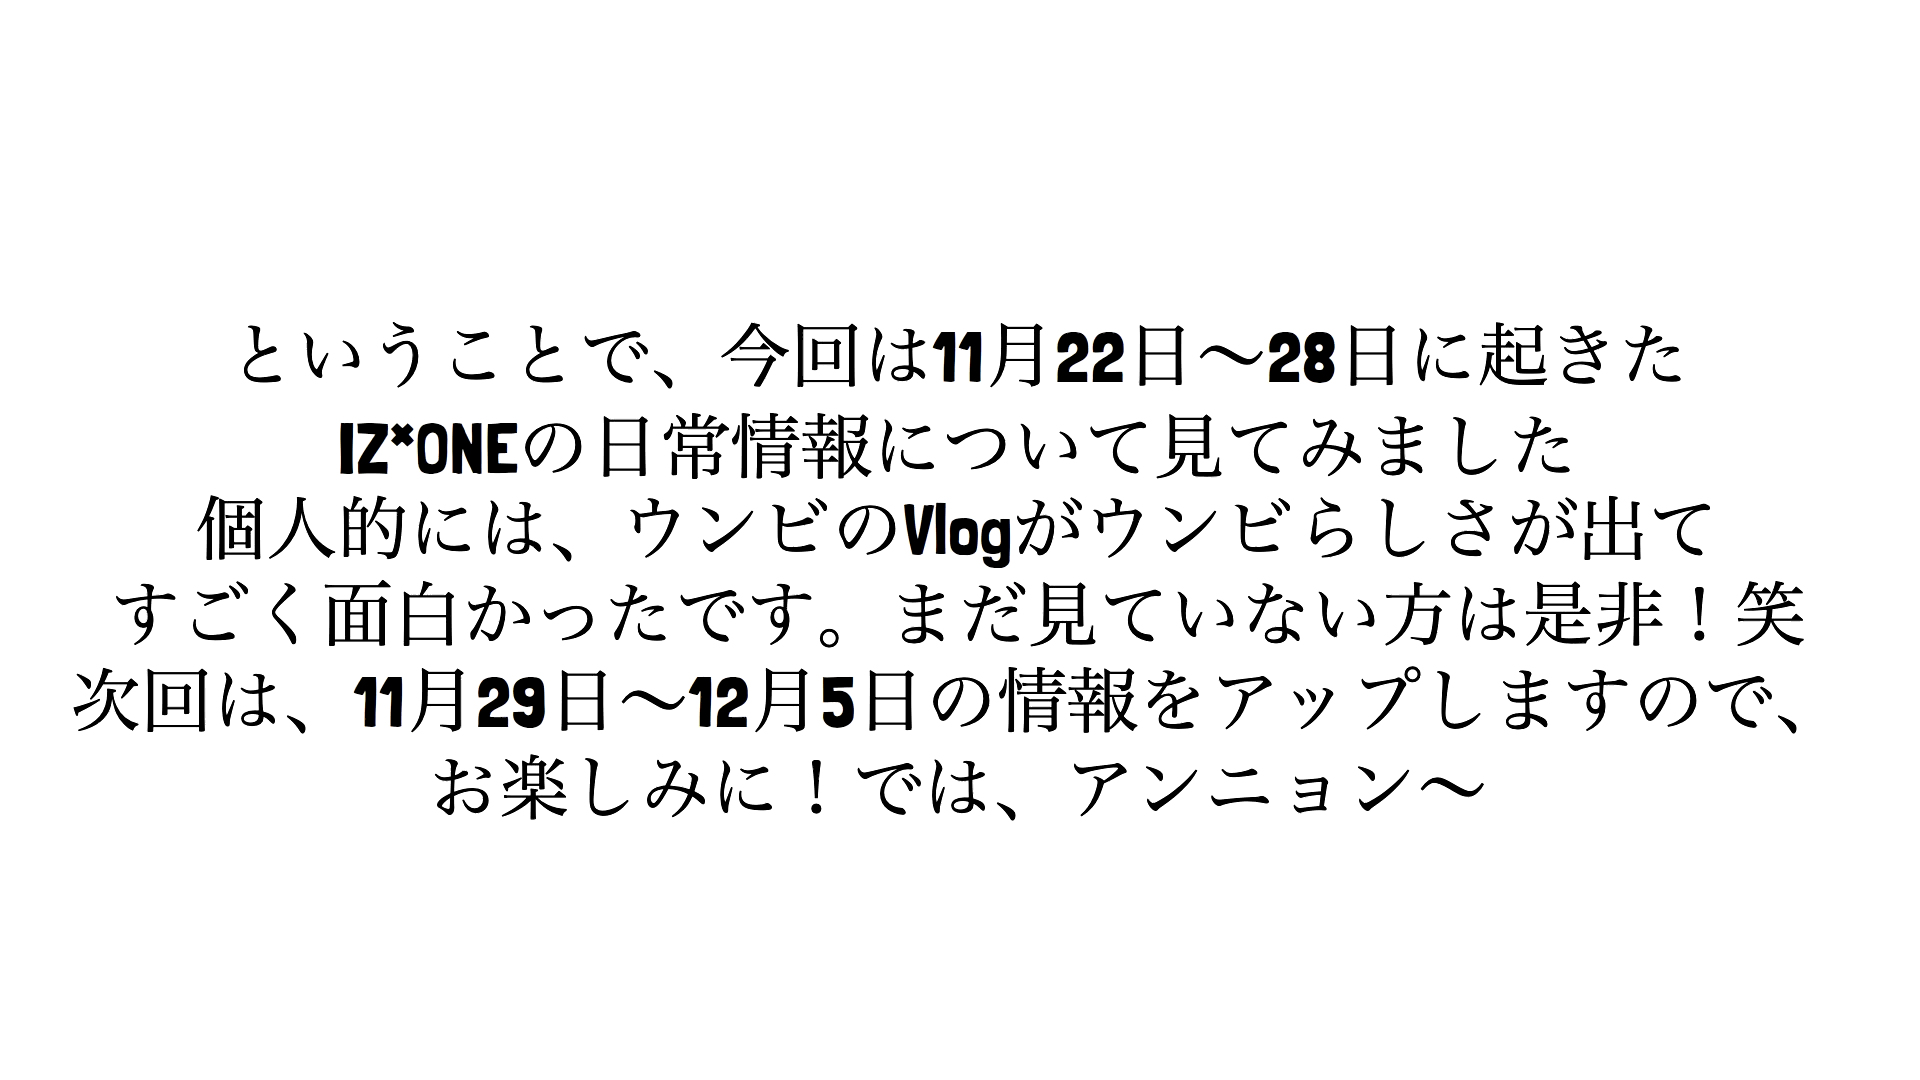 ということで、今回は11月22日〜28日に起きた
IZ*ONEの日常情報について見てみました
個人的には、ウンビのVlogがウンビらしさが出て
すごく面白かったです。まだ見ていない方は是非！笑
次回は、11月29日〜12月5日の情報をアップしますので、
お楽しみに！では、アンニョン〜